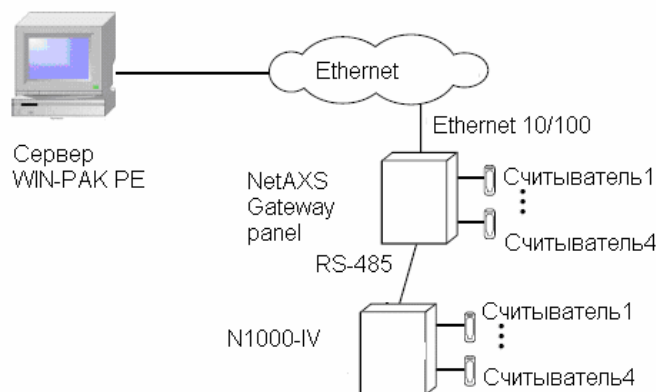 Ethernet
Ethernet 10/100
Сервер
WIN-PAK PE
NetAXS
Gateway
panel
Считыватель1
Считыватель4
RS-485
N1000-IV
Считыватель1
Считыватель4